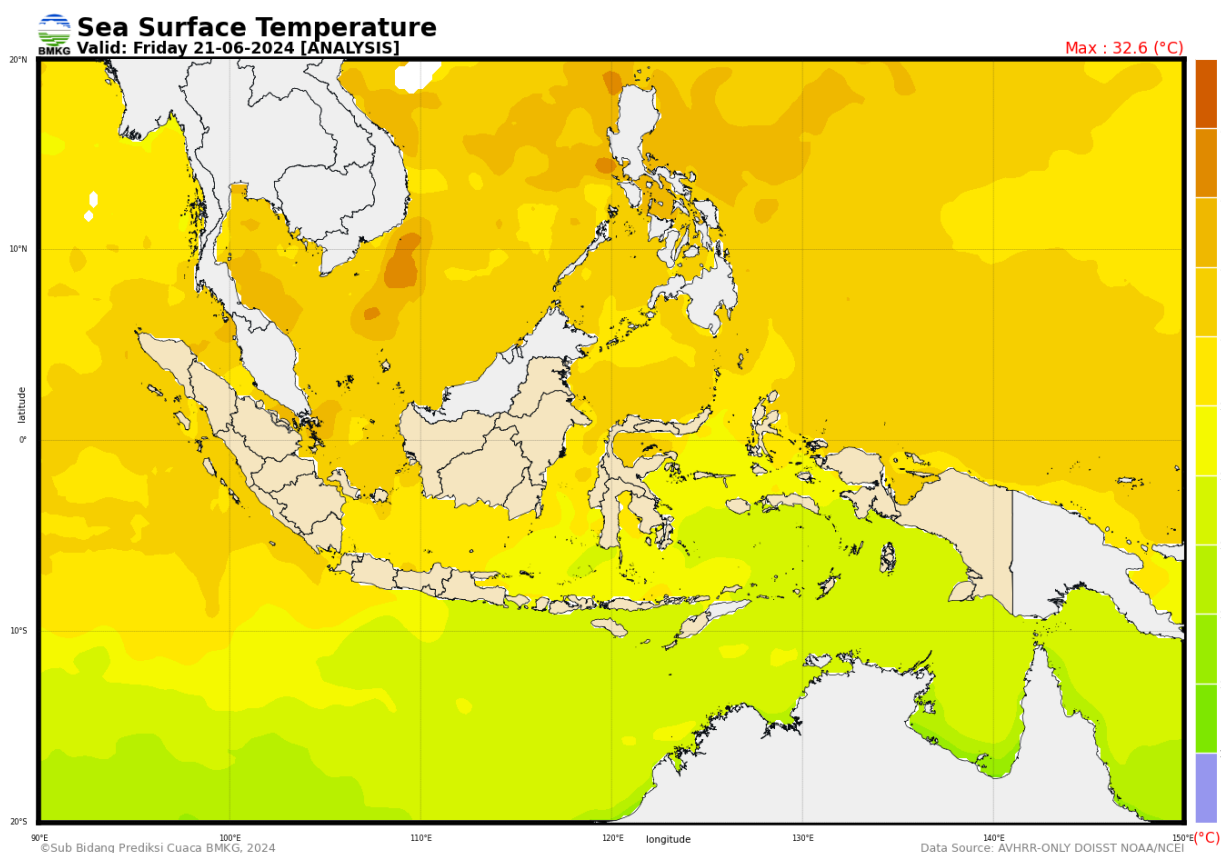 Sea Surface Temperature
BMKG
Valid: Friday 21-06-2024 [ANALYSIS]
Max : 32.6 (°C)
20°N
10°N
latitude
0°
10°S
20°S
90°E
100°E
110°E
120°E
longitude
130°E
140°E
150°E
(°C)
©Sub Bidang Prediksi Cuaca BMKG, 2024
Data Source: AVHRR-ONLY DOISST NOAA/NCEI